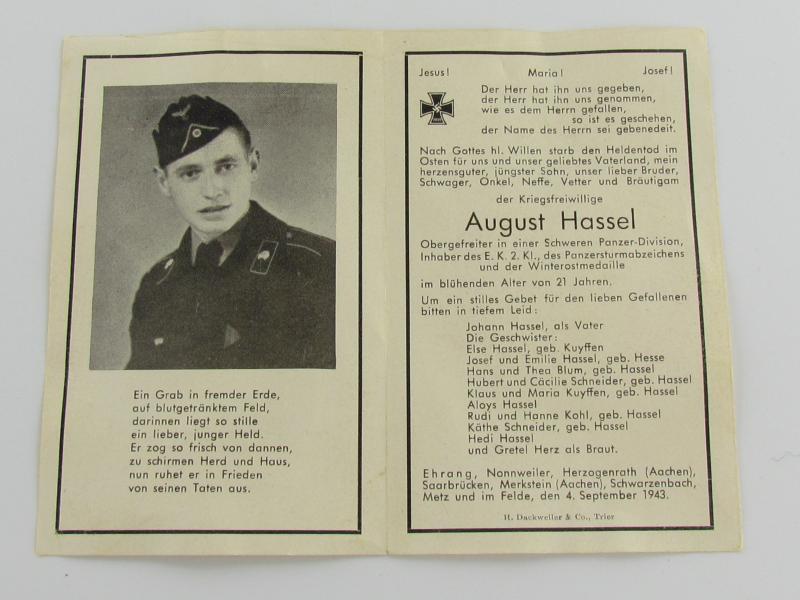 Ein Grab in fremder Erde,
auf blutgetränktem Feld,
darinnen liegt so stille
ein lieber, junger Held.
Er zog so frisch von dannen,
zu schirmen Herd und Haus,
nun ruhet er in Frieden
von seinen Taten aus.
Jesus! Maria! Josef!
Der Herr hat ihn uns gegeben,
der Herr hat ihn uns genommen,
wie es dem Herrn gefallen,
so ist es geschehen,
der Name des Herrn sei gebenedeit.
Nach Gottes hl. Willen starb den Heldentod im
Osten für uns und unser geliebtes Vaterland, mein
herzensguter, jüngster Sohn, unser lieber Bruder,
Schwager, Onkel, Neffe, Vetter und Bräutigam
der Kriegsfreiwillige
August Hassel
Obergefreiter in einer Schweren Panzer-Division,
Inhaber des E. K. 2. Kl., des Panzersturmabzeichens
und der Winterostmedaille
im blühenden Alter von 21 Jahren.
Um ein stilles Gebet für den lieben Gefallenen
bitten in tiefem Leid:
Johann Hassel, als Vater
Die Geschwister:
Else Hassel, geb. Kuyffen
Josef und Emilie Hassel, geb. Hesse
Hans und Thea Blum, geb. Hassel
Hubert und Cäcilie Schneider, geb. Hassel
Klaus und Maria Kuyffen, geb. Hassel
Aloys Hassel
Rudi und Hanne Kohl, geb. Hassel
Käthe Schneider, geb. Hassel
Hedi Hassel
und Gretel Herz als Braut.
Ehrang, Nonnweiler, Herzogenrath (Aachen),
Saarbrücken, Merkstein (Aachen), Schwarzenbach,
Metz und im Felde, den 4. September 1943.
H. Dackweiler & Co., Trier